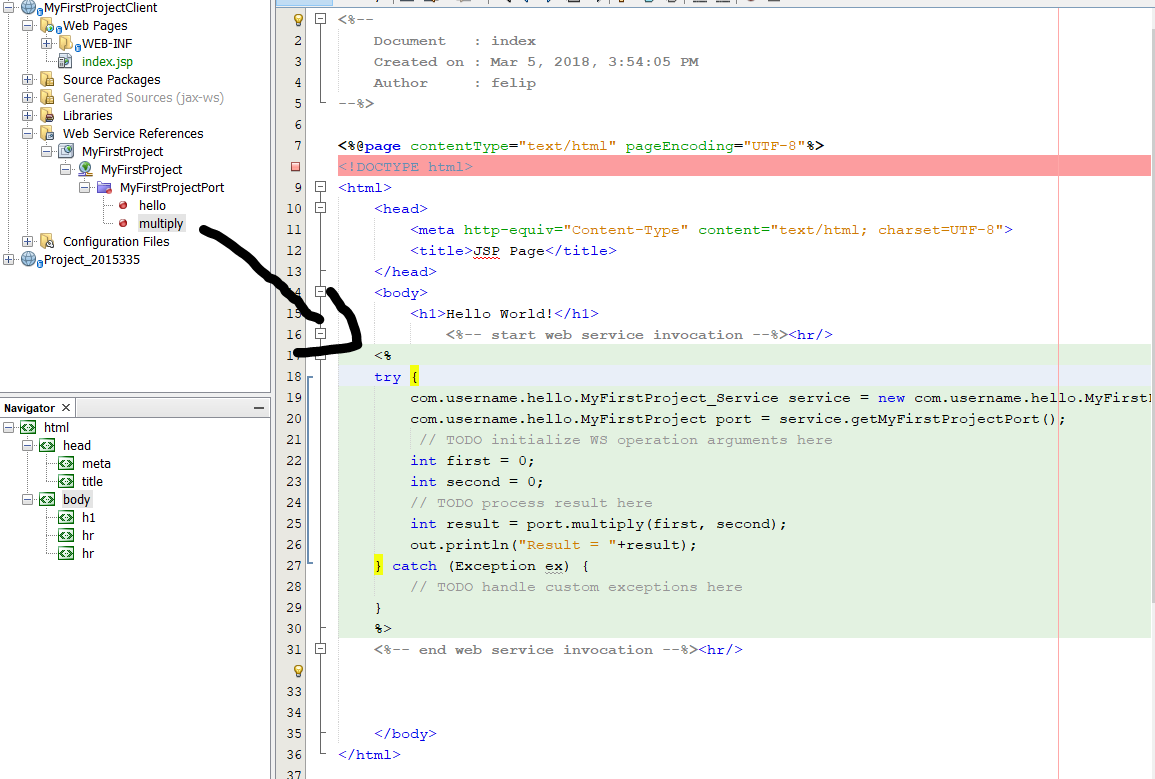 MyFirstProjectClient
Web Pages
WEB-INF
index.jsp
Source Packages
Generated Sources (jax-ws)
Libraries
Web Service References
MyFirstProject
MyFirstProject
MyFirstProjectPort
hello
multiply
Configuration Files
Project_2015335
Navigator
html
head
meta
title
body
h1
hr
hr
<%--
2 Document : index
3 Created on : Mar 5, 2018, 3:54:05 PM
4 Author : felip
5 --%>
6
7 <%@page contentType="text/html" pageEncoding="UTF-8"%>
<!DOCTYPE html>
9 <html>
10 <head>
11 <meta http-equiv="Content-Type" content="text/html; charset=UTF-8">
12 <title>JSP Page</title>
13 </head>
14 <body>
15 <h1>Hello World!</h1>
16 <%-- start web service invocation --%><hr/>
17 <%
18 try {
19 com.username.hello.MyFirstProject_Service service = new com.username.hello.MyFirst
20 com.username.hello.MyFirstProject port = service.getMyFirstProjectPort();
21 // TODO initialize WS operation arguments here
22 int first = 0;
23 int second = 0;
24 // TODO process result here
25 int result = port.multiply(first, second);
26 out.println("Result = "+result);
27 } catch (Exception ex) {
28 // TODO handle custom exceptions here
29 }
30 %>
31 <%-- end web service invocation --%><hr/>
33
34
35 </body>
36 </html>
37